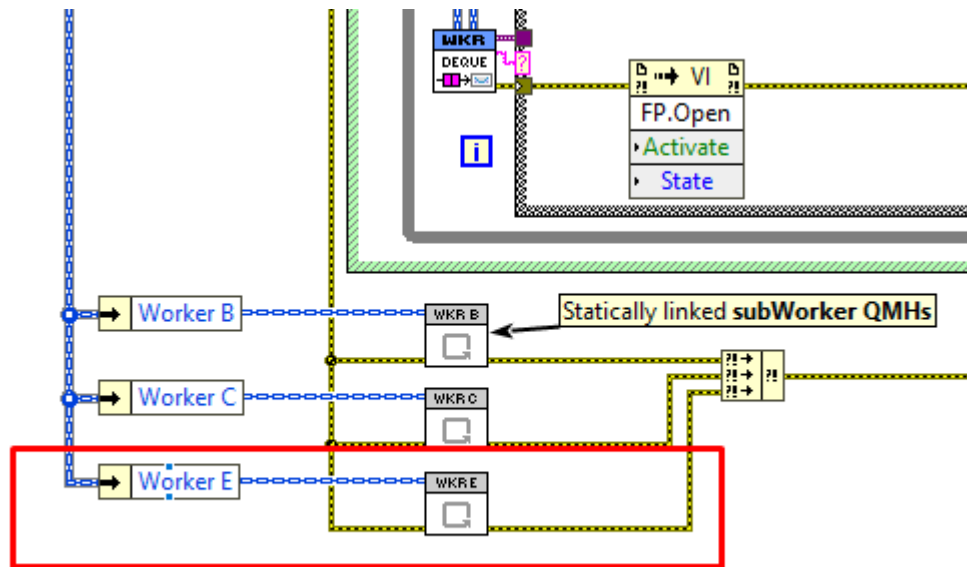 WKR
DEQUE
?
i
?! VI ?!
FP.Open
Activate
State
Worker B
WKR B
Statically linked subWorker QMHs
?!
?! ?!
?!
Worker C
WKR C
Worker E
WKR E